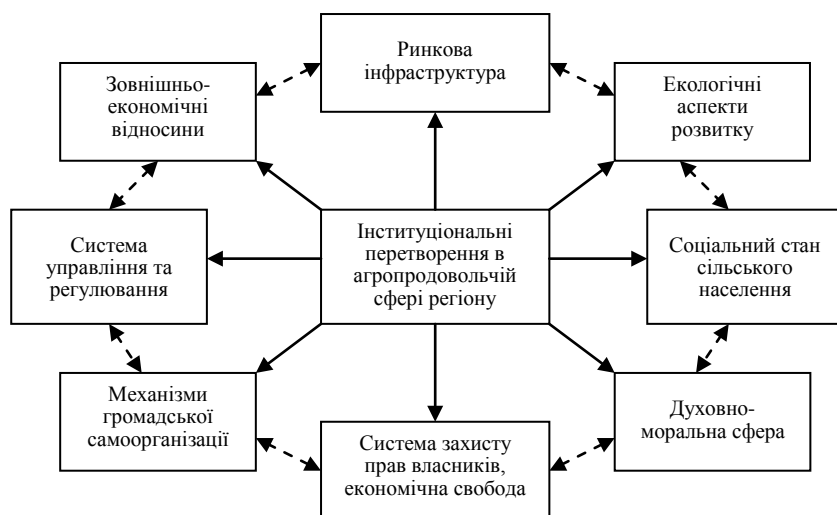 Ринкова
інфраструктура
Зовнішньо-
економічні
відносини
Екологічні
аспекти
розвитку
Система
управління та
регулювання
Інституціональні
перетворення в
агропродовольчій
сфері регіону
Соціальний стан
сільського
населення
Механізми
громадської
самоорганізації
Система захисту
прав власників,
економічна свобода
Духовно-
моральна сфера